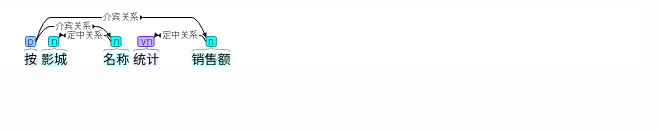 介宾关系
介宾关系
定中关系 定中关系
p n n vn n
按 影城 名称 统计 销售额